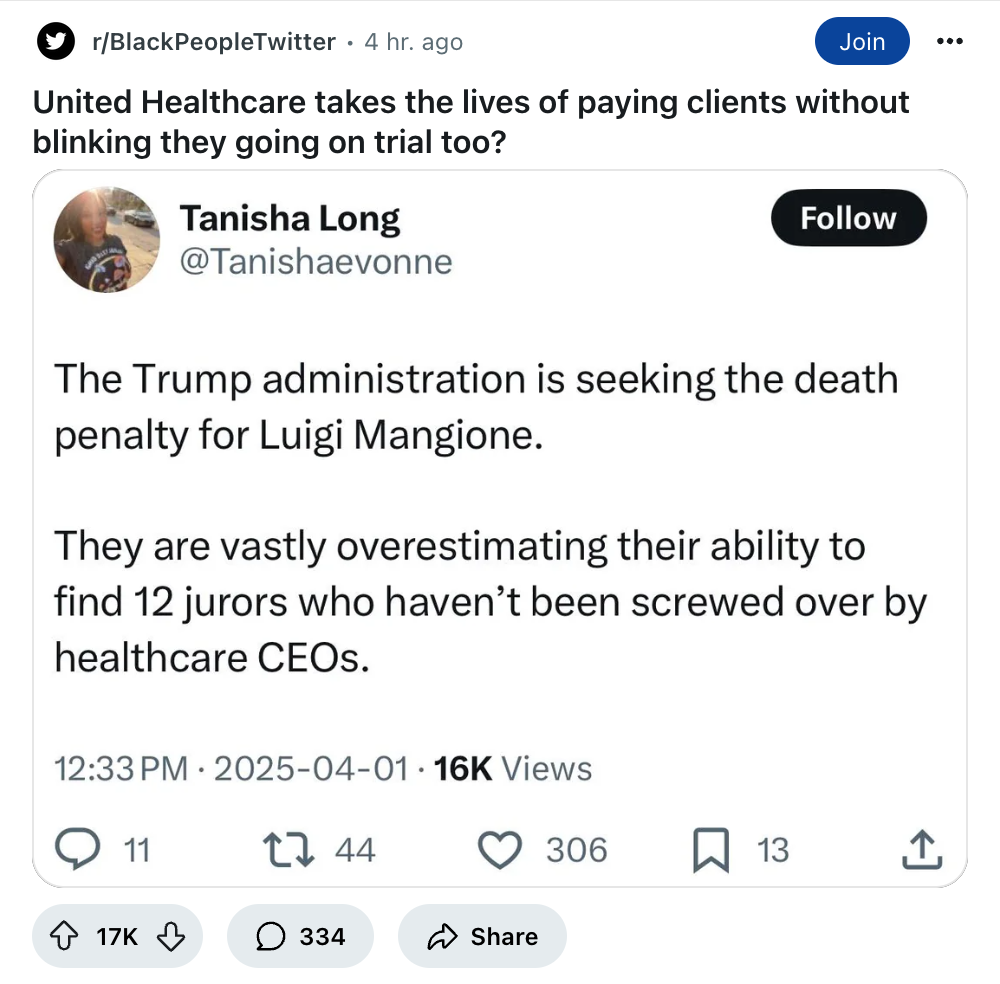 r/BlackPeopleTwitter • 4 hr. ago
Join
United Healthcare takes the lives of paying clients without
blinking they going on trial too?
Tanisha Long
@Tanishaevonne
Follow
The Trump administration is seeking the death
penalty for Luigi Mangione.
They are vastly overestimating their ability to
find 12 jurors who haven’t been screwed over by
healthcare CEOs.
12:33 PM · 2025-04-01 · 16K Views
11
44
306
13
17K
334
Share